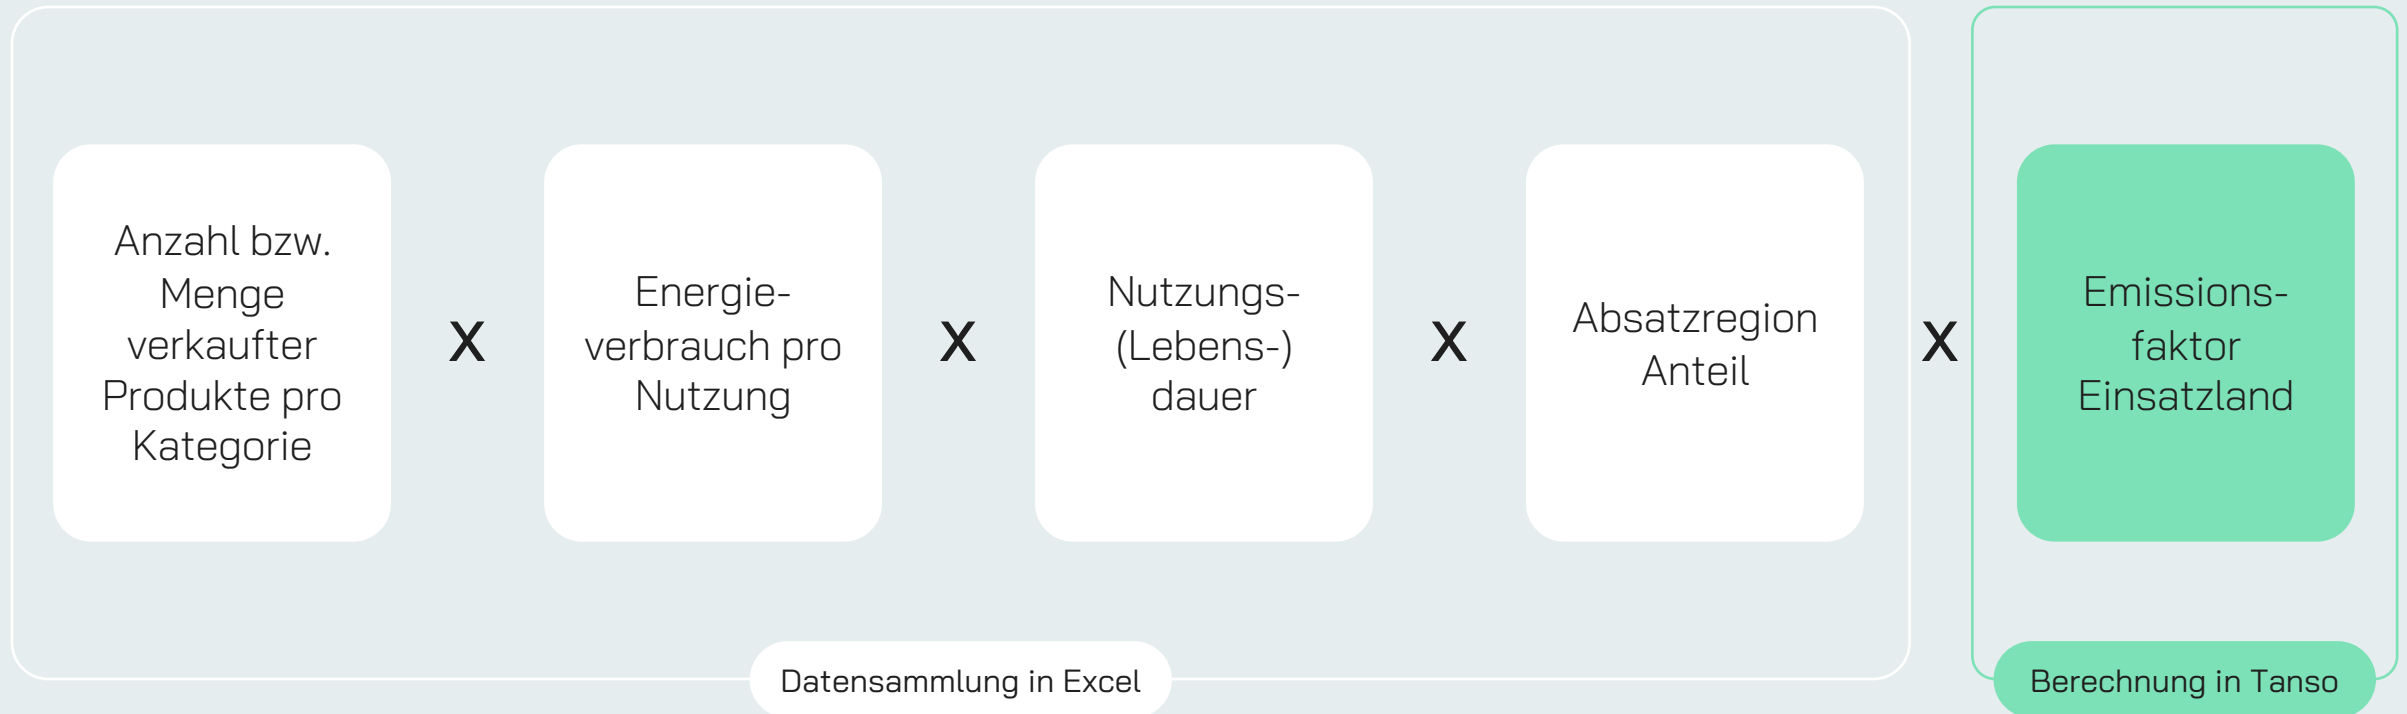 Anzahl bzw.
Menge
verkaufter
Produkte pro
Kategorie
x
Energie-
verbrauch pro
Nutzung
x
Nutzungs-
(Lebens-)
dauer
x
Absatzregion
Anteil
x
Emissions-
faktor
Einsatzland
Datensammlung in Excel
Berechnung in Tanso